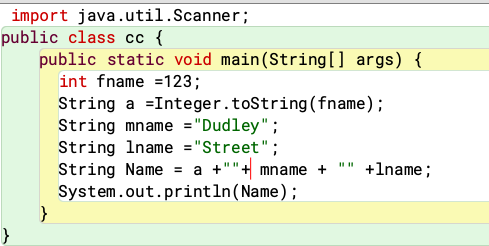 import java.util.Scanner;
public class cc {
public static void main(String[] args) {
int fname =123;
String a =Integer.toString(fname);
String mname ="Dudley";
String lname ="Street";
String Name = a +""+ mname + "" +lname;
System.out.println(Name);
}
}